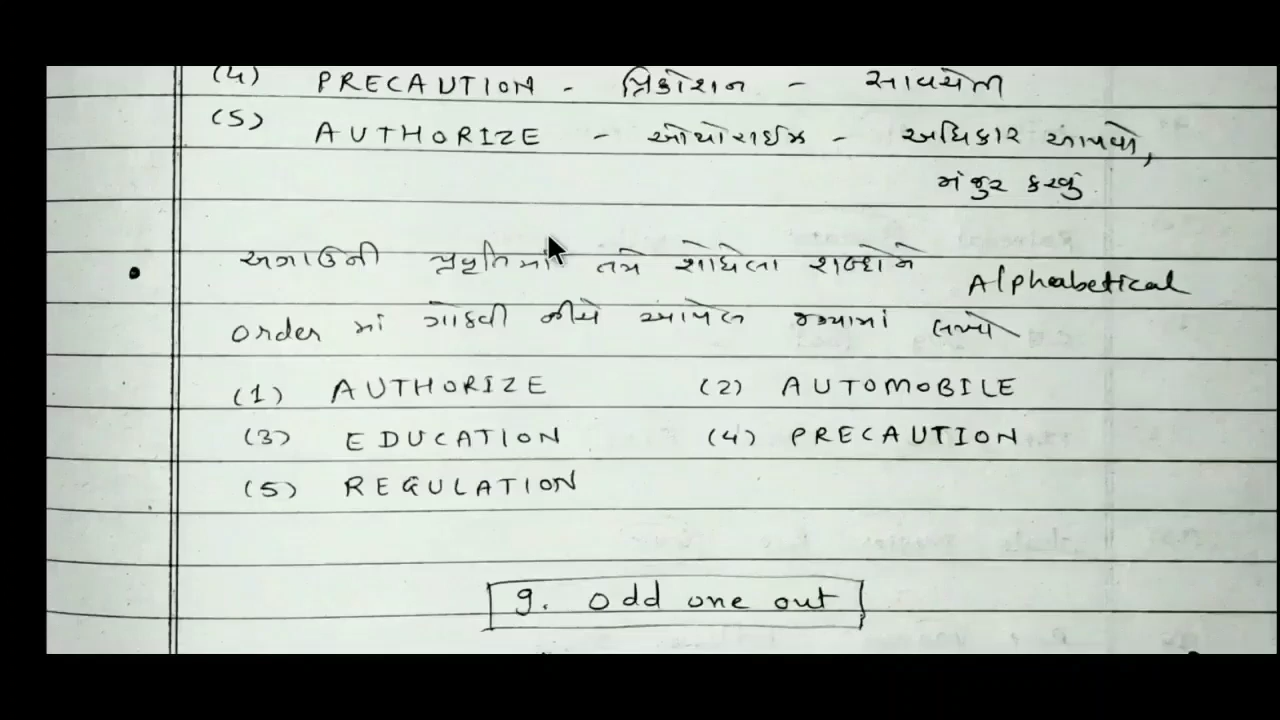 (4) PRECAUTION - પ્રિકોશન - સાવચેતી
(5) AUTHORIZE - ઓથોરાઈઝ - અધિકાર આપવો,
મંજુર કરવું
• અગાઉની પ્રવૃતિમાં તમે શોધેલા શબ્દોને Alphabetical
Order માં ગોઠવી નીચે આપેલ જગ્યામાં લખો
(1) AUTHORIZE (2) AUTOMOBILE
(3) EDUCATION (4) PRECAUTION
(5) REGULATION
9. Odd one out